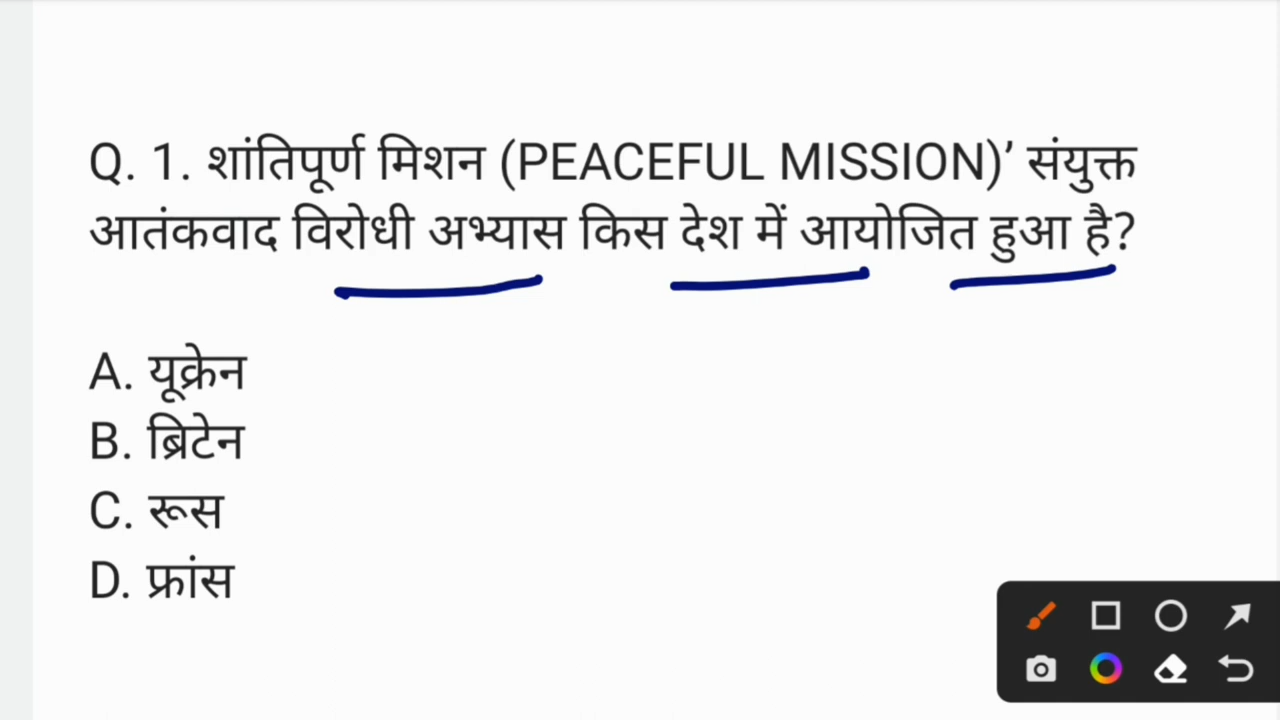 Q. 1. शांतिपूर्ण मिशन (PEACEFUL MISSION)’ संयुक्त
आतंकवाद विरोधी अभ्यास किस देश में आयोजित हुआ है?
A. यूक्रेन
B. ब्रिटेन
C. रूस
D. फ्रांस